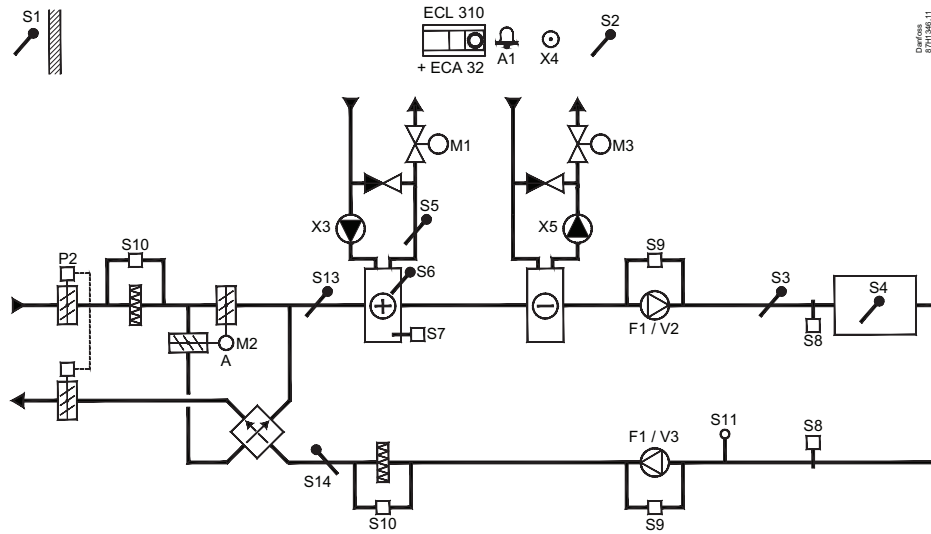 S1
ECL 310
+ ECA 32
A1
X4
S2
Danfoss
87H1346.11
M1
M3
X3
S5
X5
P2
S10
S13
S6
S9
S3
S4
S7
F1 / V2
S8
M2
A
F1 / V3
S11
S8
S14
S10
S9